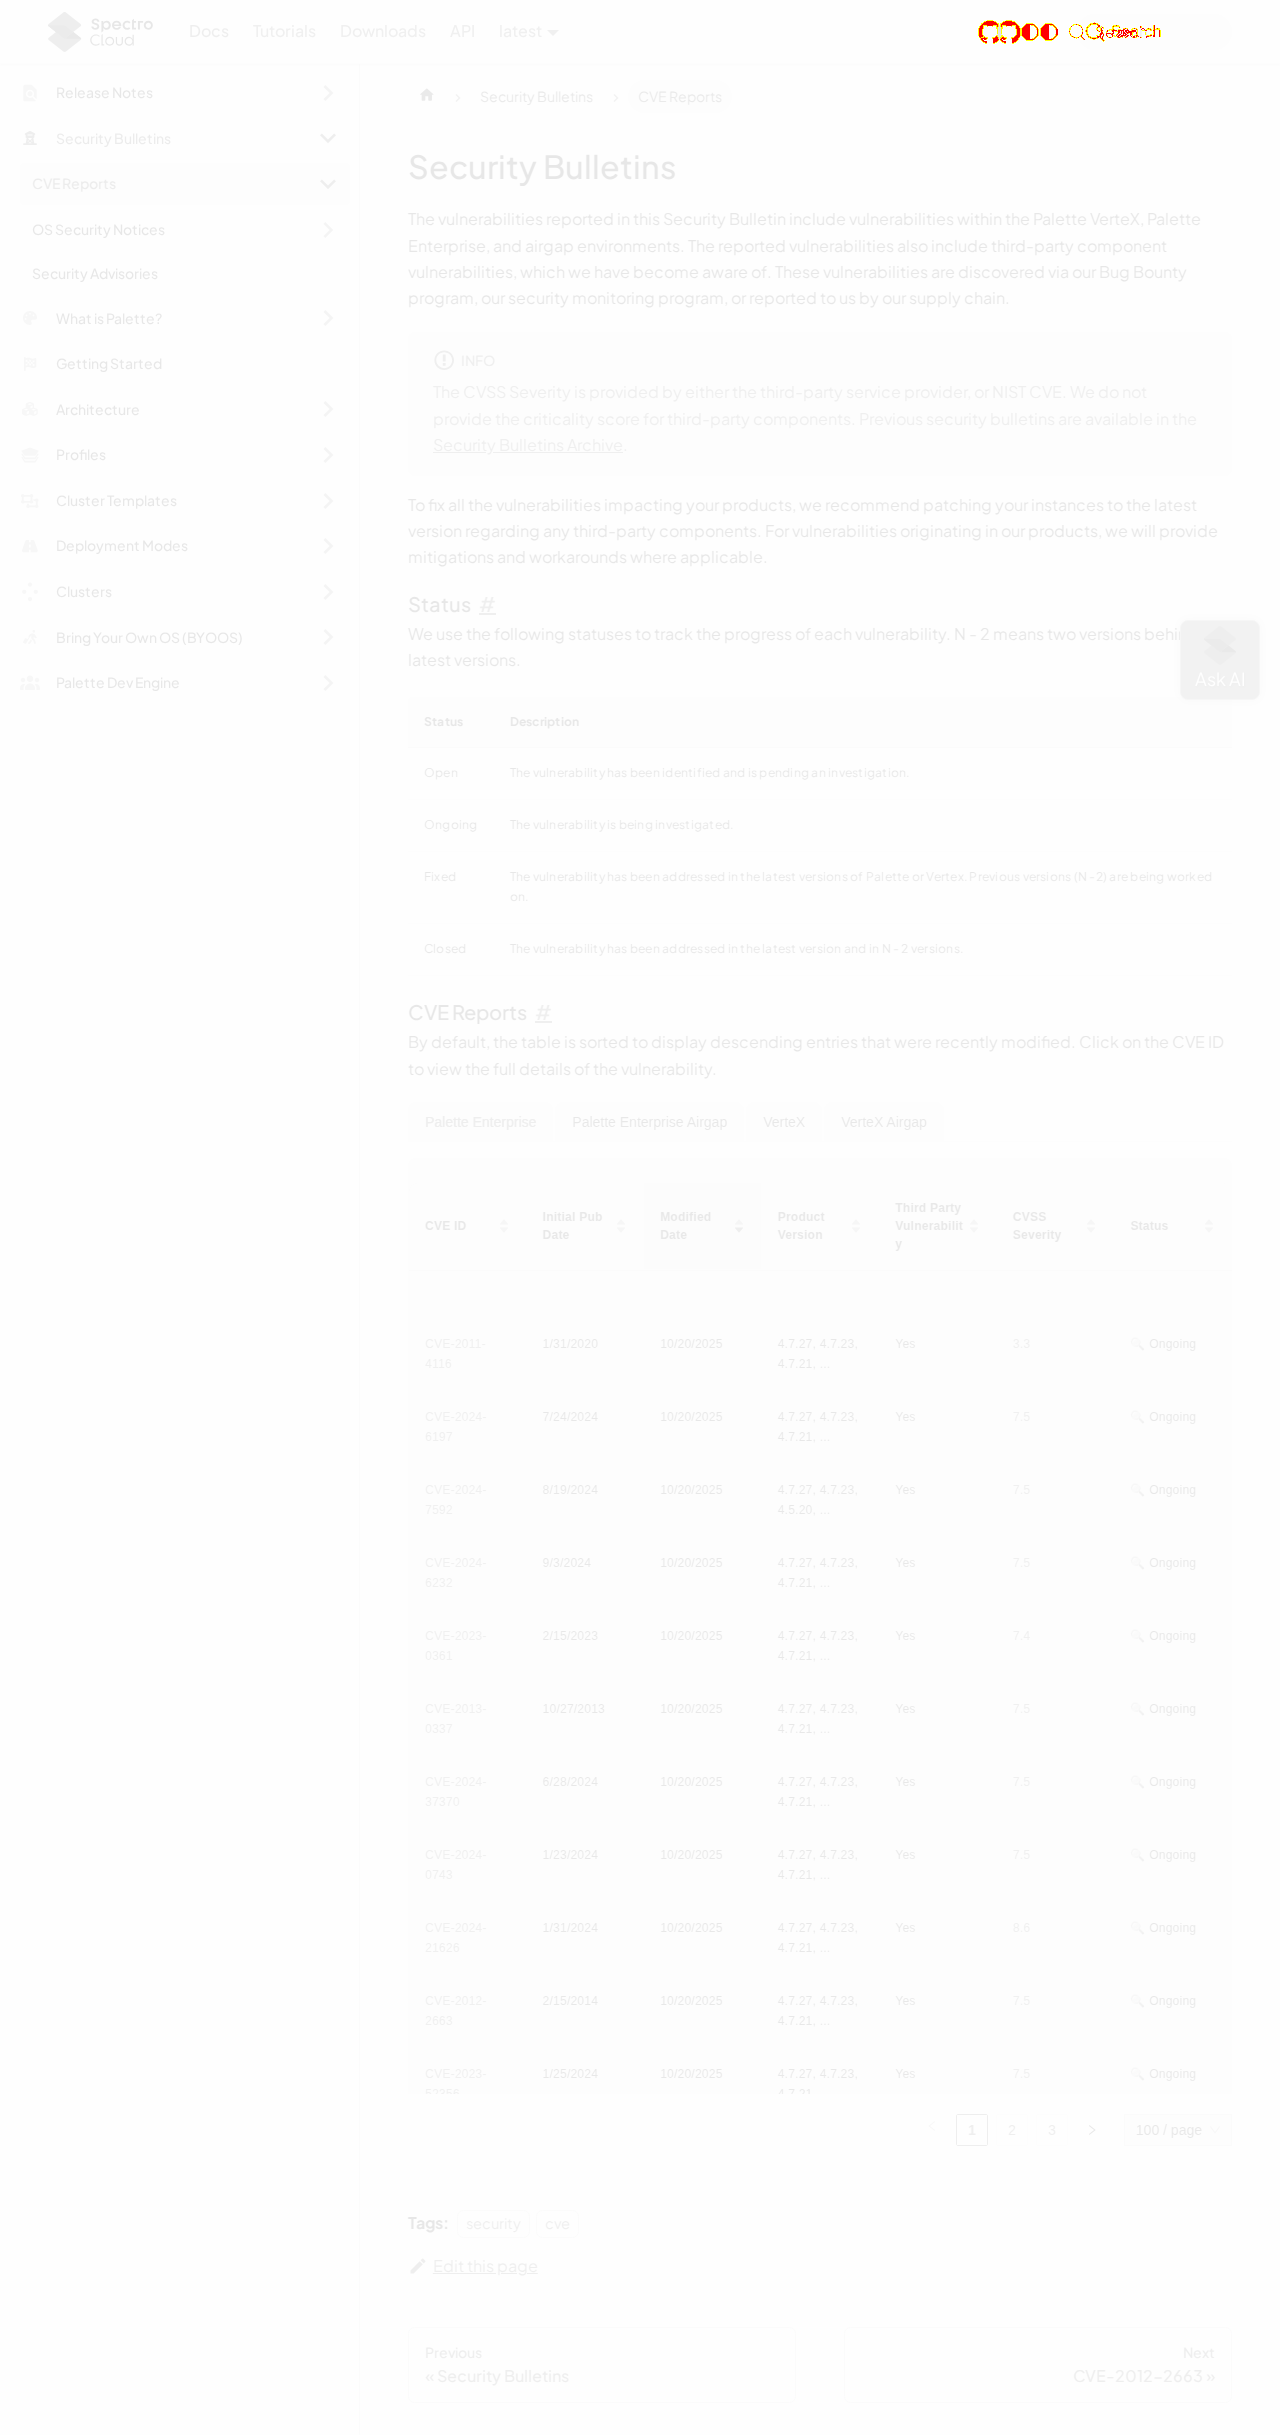 Spectro
Cloud
Docs Tutorials Downloads API latest
Release Notes
Security Bulletins
CVE Reports
OS Security Notices
Security Advisories
What is Palette?
Getting Started
Architecture
Profiles
Cluster Templates
Deployment Modes
Clusters
Bring Your Own OS (BYOOS)
Palette Dev Engine
Security Bulletins CVE Reports
Security Bulletins
The vulnerabilities reported in this Security Bulletin include vulnerabilities within the Palette VerteX, Palette
Enterprise, and airgap environments. The reported vulnerabilities also include third-party component
vulnerabilities, which we have become aware of. These vulnerabilities are discovered via our Bug Bounty
program, our security monitoring program, or reported to us by our supply chain.
INFO
The CVSS Severity is provided by either the third-party service provider, or NIST CVE. We do not
provide the criticality score for third-party components. Previous security bulletins are available in the
Security Bulletins Archive.
To fix all the vulnerabilities impacting your products, we recommend patching your instances to the latest
version regarding any third-party components. For vulnerabilities originating in our products, we will provide
mitigations and workarounds where applicable.
Status #
We use the following statuses to track the progress of each vulnerability. N - 2 means two versions
latest versions.
Ask AI
Status Description
Open The vulnerability has been identified and is pending an investigation.
Ongoing The vulnerability is being investigated.
Fixed The vulnerability has been addressed in the latest versions of Palette or Vertex. Previous versions (N - 2) are being worked
on.
Closed The vulnerability has been addressed in the latest version and in N - 2 versions.
CVE Reports #
By default, the table is sorted to display descending entries that were recently modified. Click on the CVE ID
to view the full details of the vulnerability.
Palette Enterprise Palette Enterprise Airgap VerteX VerteX Airgap
CVE ID Initial Pub Modified Product Third Party CVSS Status
Date Date Version Vulnerabilit Severity
y
CVE-2011- 1/31/2020 10/20/2025 4.7.27, 4.7.23, Yes 3.3 Ongoing
4116 4.7.21, ...
CVE-2024- 7/24/2024 10/20/2025 4.7.27, 4.7.23, Yes 7.5 Ongoing
6197 4.7.21, ...
CVE-2024- 8/19/2024 10/20/2025 4.7.27, 4.7.23, Yes 7.5 Ongoing
7592 4.5.20, ...
CVE-2024- 9/3/2024 10/20/2025 4.7.27, 4.7.23, Yes 7.5 Ongoing
6232 4.7.21, ...
CVE-2023- 2/15/2023 10/20/2025 4.7.27, 4.7.23, Yes 7.4 Ongoing
0361 4.7.21, ...
CVE-2013- 10/27/2013 10/20/2025 4.7.27, 4.7.23, Yes 7.5 Ongoing
0337 4.7.21, ...
CVE-2024- 6/28/2024 10/20/2025 4.7.27, 4.7.23, Yes 7.5 Ongoing
37370 4.7.21, ...
CVE-2024- 1/23/2024 10/20/2025 4.7.27, 4.7.23, Yes 7.5 Ongoing
0743 4.7.21, ...
CVE-2024- 1/31/2024 10/20/2025 4.7.27, 4.7.23, Yes 8.6 Ongoing
21626 4.7.21, ...
CVE-2012- 2/15/2014 10/20/2025 4.7.27, 4.7.23, Yes 7.5 Ongoing
2663 4.7.21, ...
CVE-2023- 1/25/2024 10/20/2025 4.7.27, 4.7.23, Yes 7.5 Ongoing
1 2 3 100 / page
Tags: security cve
Edit this page
Previous
« Security Bulletins
Next
CVE-2012-2663 »